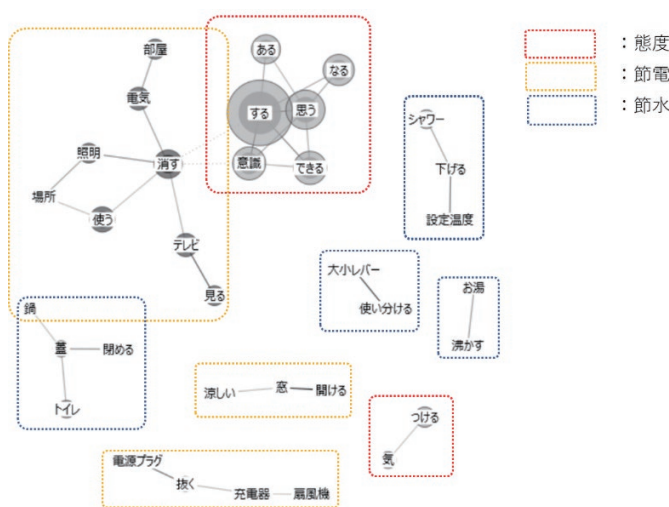 部屋
電気
照明
消す
場所
使う
テレビ
見る
ある
なる
する
思う
意識
できる
：態度
：節電
：節水
シャワー
下げる
設定温度
大小レバー
使い分ける
お湯
沸かす
鍋
蓋
閉める
トイレ
涼しい
窓
開ける
つける
気
電源プラグ
抜く
充電器
扇風機